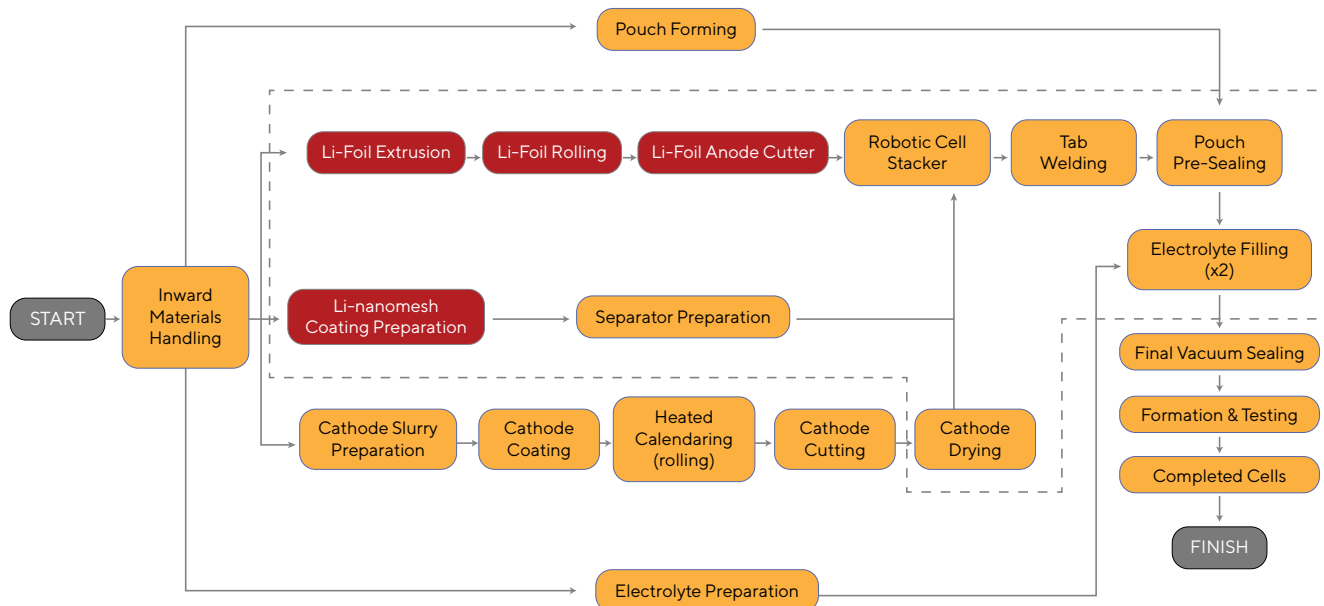 Pouch Forming
Li-Foil Extrusion
Li-Foil Rolling
Li-Foil Anode Cutter
Robotic Cell
Stacker
Tab
Welding
Pouch
Pre-Sealing
Electrolyte Filling
(x2)
START
Inward
Materials
Handling
Li-nanomesh
Coating Preparation
Separator Preparation
Final Vacuum Sealing
Cathode Slurry
Preparation
Cathode
Coating
Heated
Calendaring
(rolling)
Cathode
Cutting
Cathode
Drying
Formation & Testing
Completed Cells
FINISH
Electrolyte Preparation